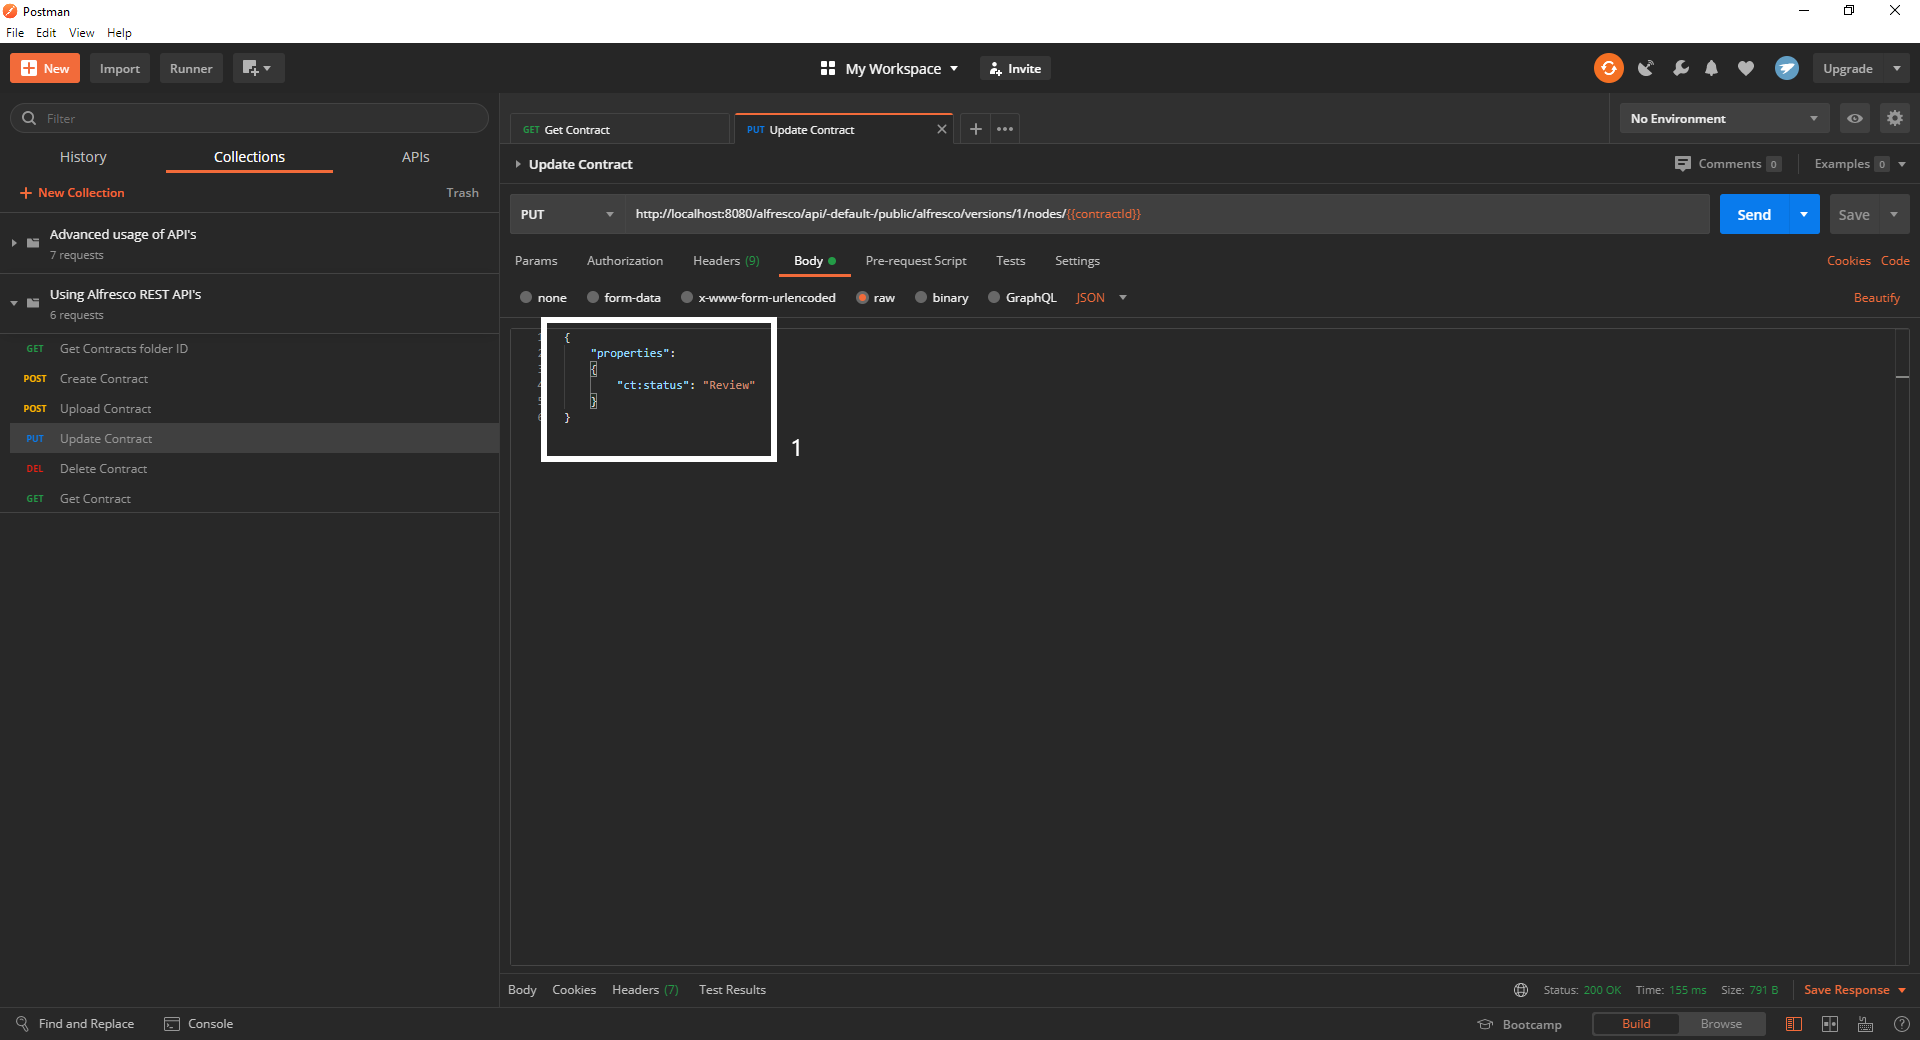 Postman
File Edit View Help
New Import Runner My Workspace Invite Upgrade
Filter
History Collections APIs
New Collection Trash
Advanced usage of API's
7 requests
Using Alfresco REST API's
6 requests
GET Get Contracts folder ID
POST Create Contract
POST Upload Contract
PUT Update Contract
DEL Delete Contract
GET Get Contract
GET Get Contract PUT Update Contract No Environment
Update Contract Comments 0 Examples 0
PUT http://localhost:8080/alfresco/api/-default-/public/alfresco/versions/1/nodes/{{contractId}} Send Save
Params Authorization Headers (9) Body Pre-request Script Tests Settings Cookies Code
none form-data x-www-form-urlencoded raw binary GraphQL JSON Beautify
{
"properties":
{
"ct:status": "Review"
}
}
1
Body Cookies Headers (7) Test Results Status: 200 OK Time: 155 ms Size: 791 B Save Response
Find and Replace Console Bootcamp Build Browse